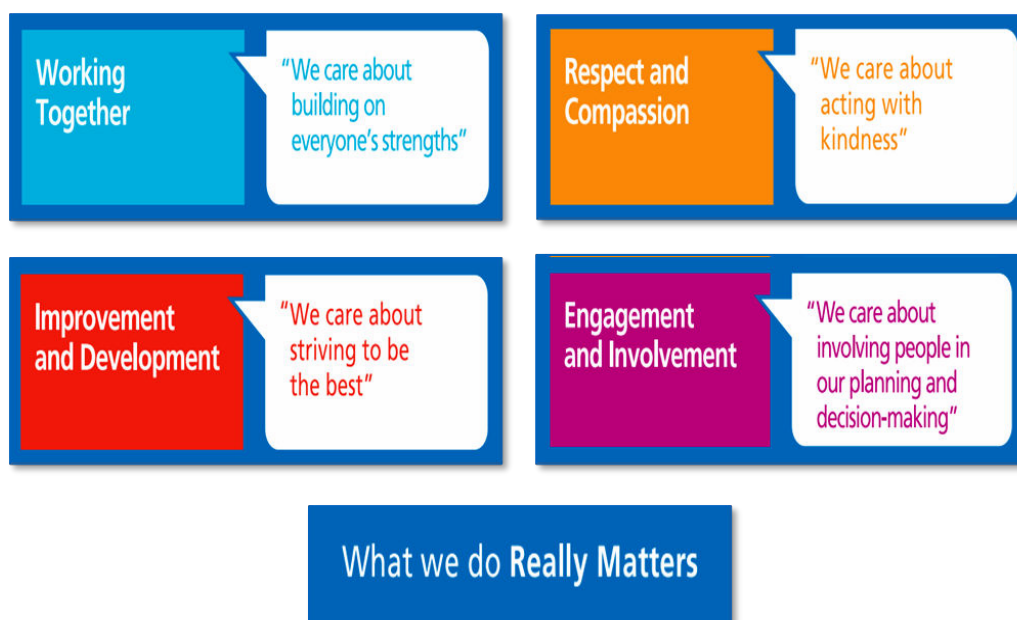 Working
Together
“We care about
building on
everyone’s strengths”
Respect and
Compassion
“We care about
acting with
kindness”
Improvement
and Development
“We care about
striving to be
the best”
Engagement
and Involvement
“We care about
involving people in
our planning and
decision-making”
What we do Really Matters